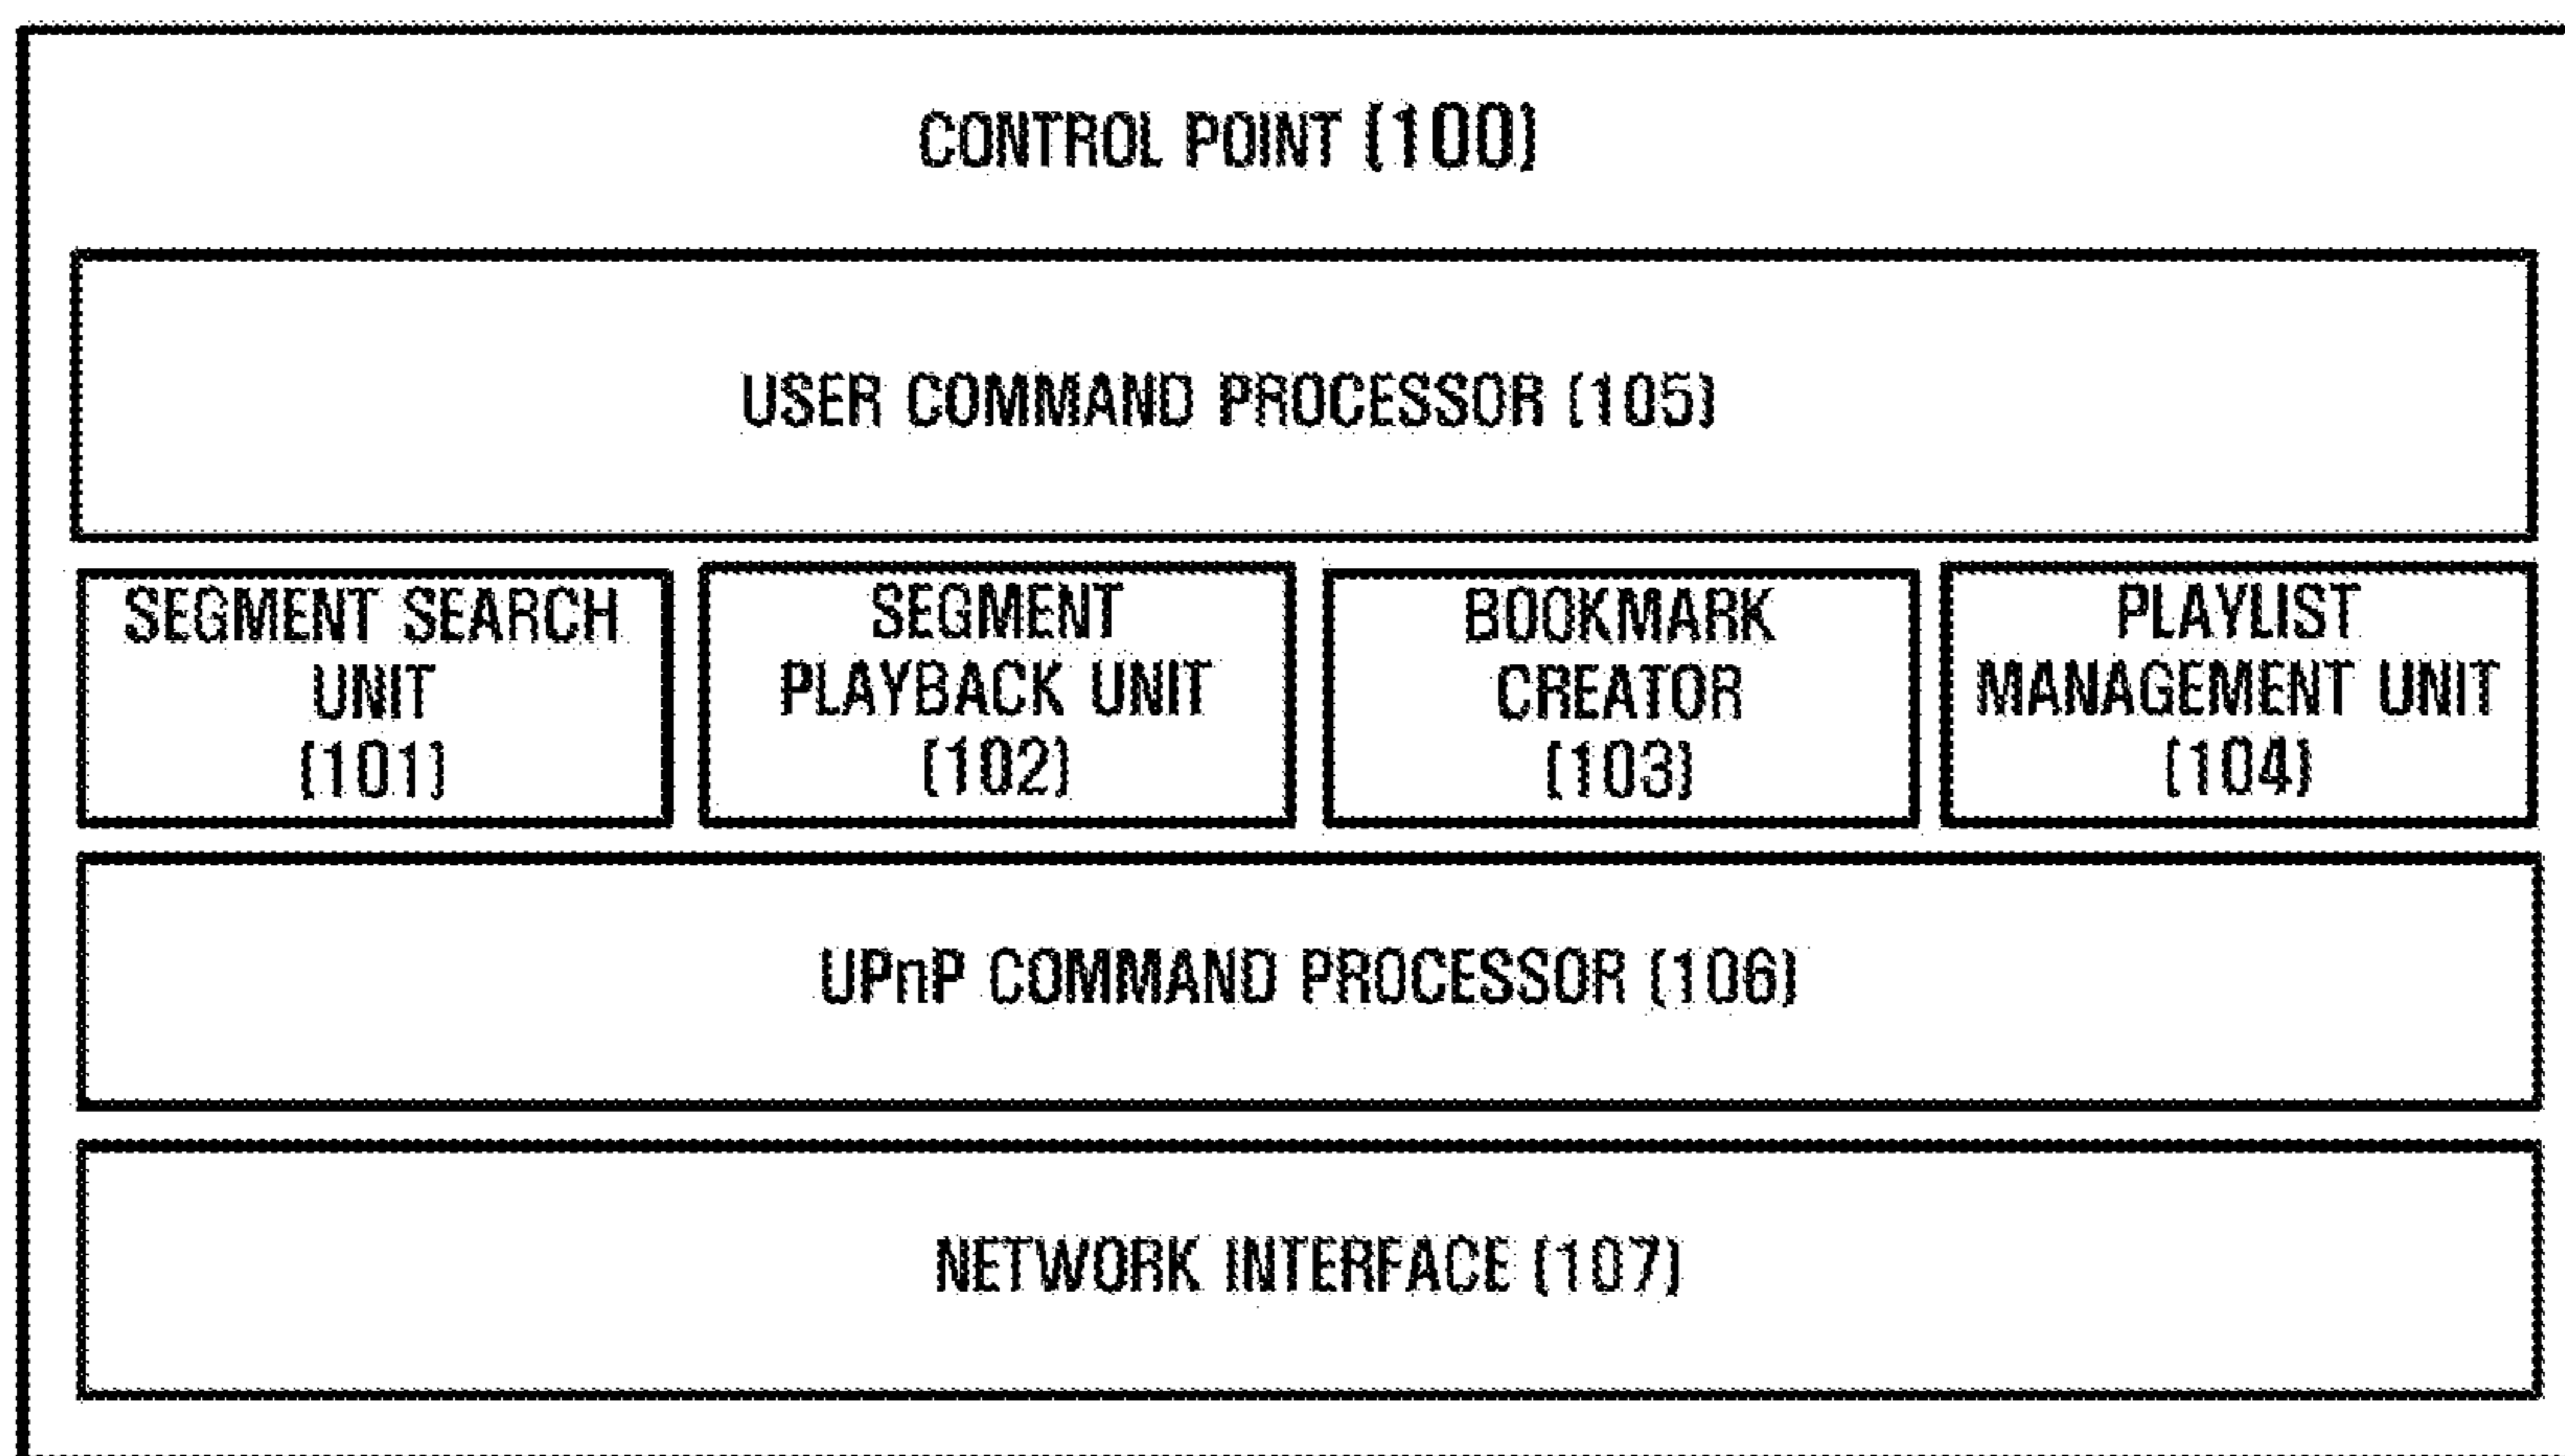 CONTROL POINT (100)
USER COMMAND PROCESSOR (105)
SEGMENT SEARCH
UNIT
(101)
SEGMENT
PLAYBACK UNIT
(102)
BOOKMARK
CREATOR
(103)
PLAYLIST
MANAGEMENT UNIT
(104)
UPnP COMMAND PROCESSOR (106)
NETWORK INTERFACE (107)